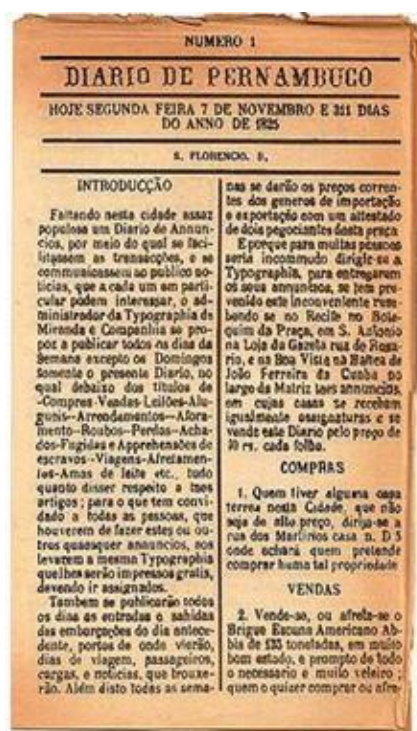 NUMERO 1
DIARIO DE PERNAMBUCO
HOJE SEGUNDA FEIRA 7 DE NOVEMBRO E 311 DIAS
DO ANNO DE 1825
S. FLORENCIO. B.
INTRODUCÇÃO
Faltando nesta cidade assaz
populosa um Diario de Annun-
cios, por meio do qual se faci-
litassem as transacções, e se
communicassem ao publico no-
ticias, que a cada um em parti-
cular podem interessar, o ad-
ministrador da Typographia de
Miranda e Companhia se pro-
poz a publicar todos os dias da
Semana excepto os Domingos
somente o presente Diario, no
qual debaixo dos titulos de
-Compras-Vendas-Leilões-Alu-
gueis--Arrendamentos--Afora-
mento-Roubos-Perdas-Acha-
dos-Fugidas e Apprehensões de
escravos-Viagens-Afretamen-
tos-Amas de leite etc., tudo
quanto disser respeito a taes
artigos; para o que tem convi-
dado a todas as pessoas, que
houverem de fazer estes ou ou-
tros quaesquer annuncios, aos
levarem a mesma Typographia
que lhes serão impressos gratis,
devendo ir assignados.
Tambem se publicarão todos
os dias as entradas e sahidas
das embarcações do dia antece-
dente, portos de onde vierão,
dias de viagem, passageiros,
cargas, e noticias, que trouxe-
rão. Além disto todas as sema-
nas se darão os preços corren-
tes dos generos de importação
e exportação com um attestado
de dois negociantes desta praça
E porque para muitas pessoas
seria incommodo dirigir-se a
Typographia, para entregarem
os seus annuncios, se tem pre-
venido este inconveniente
bendo-se no Recife no Bote-
quim da Praça, em S. Antonio
na Loja da Gazeta rua do Rosa-
rio, e na Boa Vista na Botica de
João Ferreira da Cunha no
largo da Matriz taes annuncios,
em cujas casas se recebem
igualmente assignaturas e se
vende este Diario pelo preço de
rs. cada folha.
COMPRAS
1. Quem tiver alguma casa
terrea nesta Cidade, que não
seja de alto preço, dirija-se a
rua dos Martirios casa n. D 5
onde achará quem pretende
comprar huma tal propriedade
VENDAS
2. Vende-se, ou afreta-se o
Brigue Escuna Americano
de toneladas, em muito
bom estado, e prompto de todo
o necessario e muito veleiro;
quem o quizer comprar ou afre-